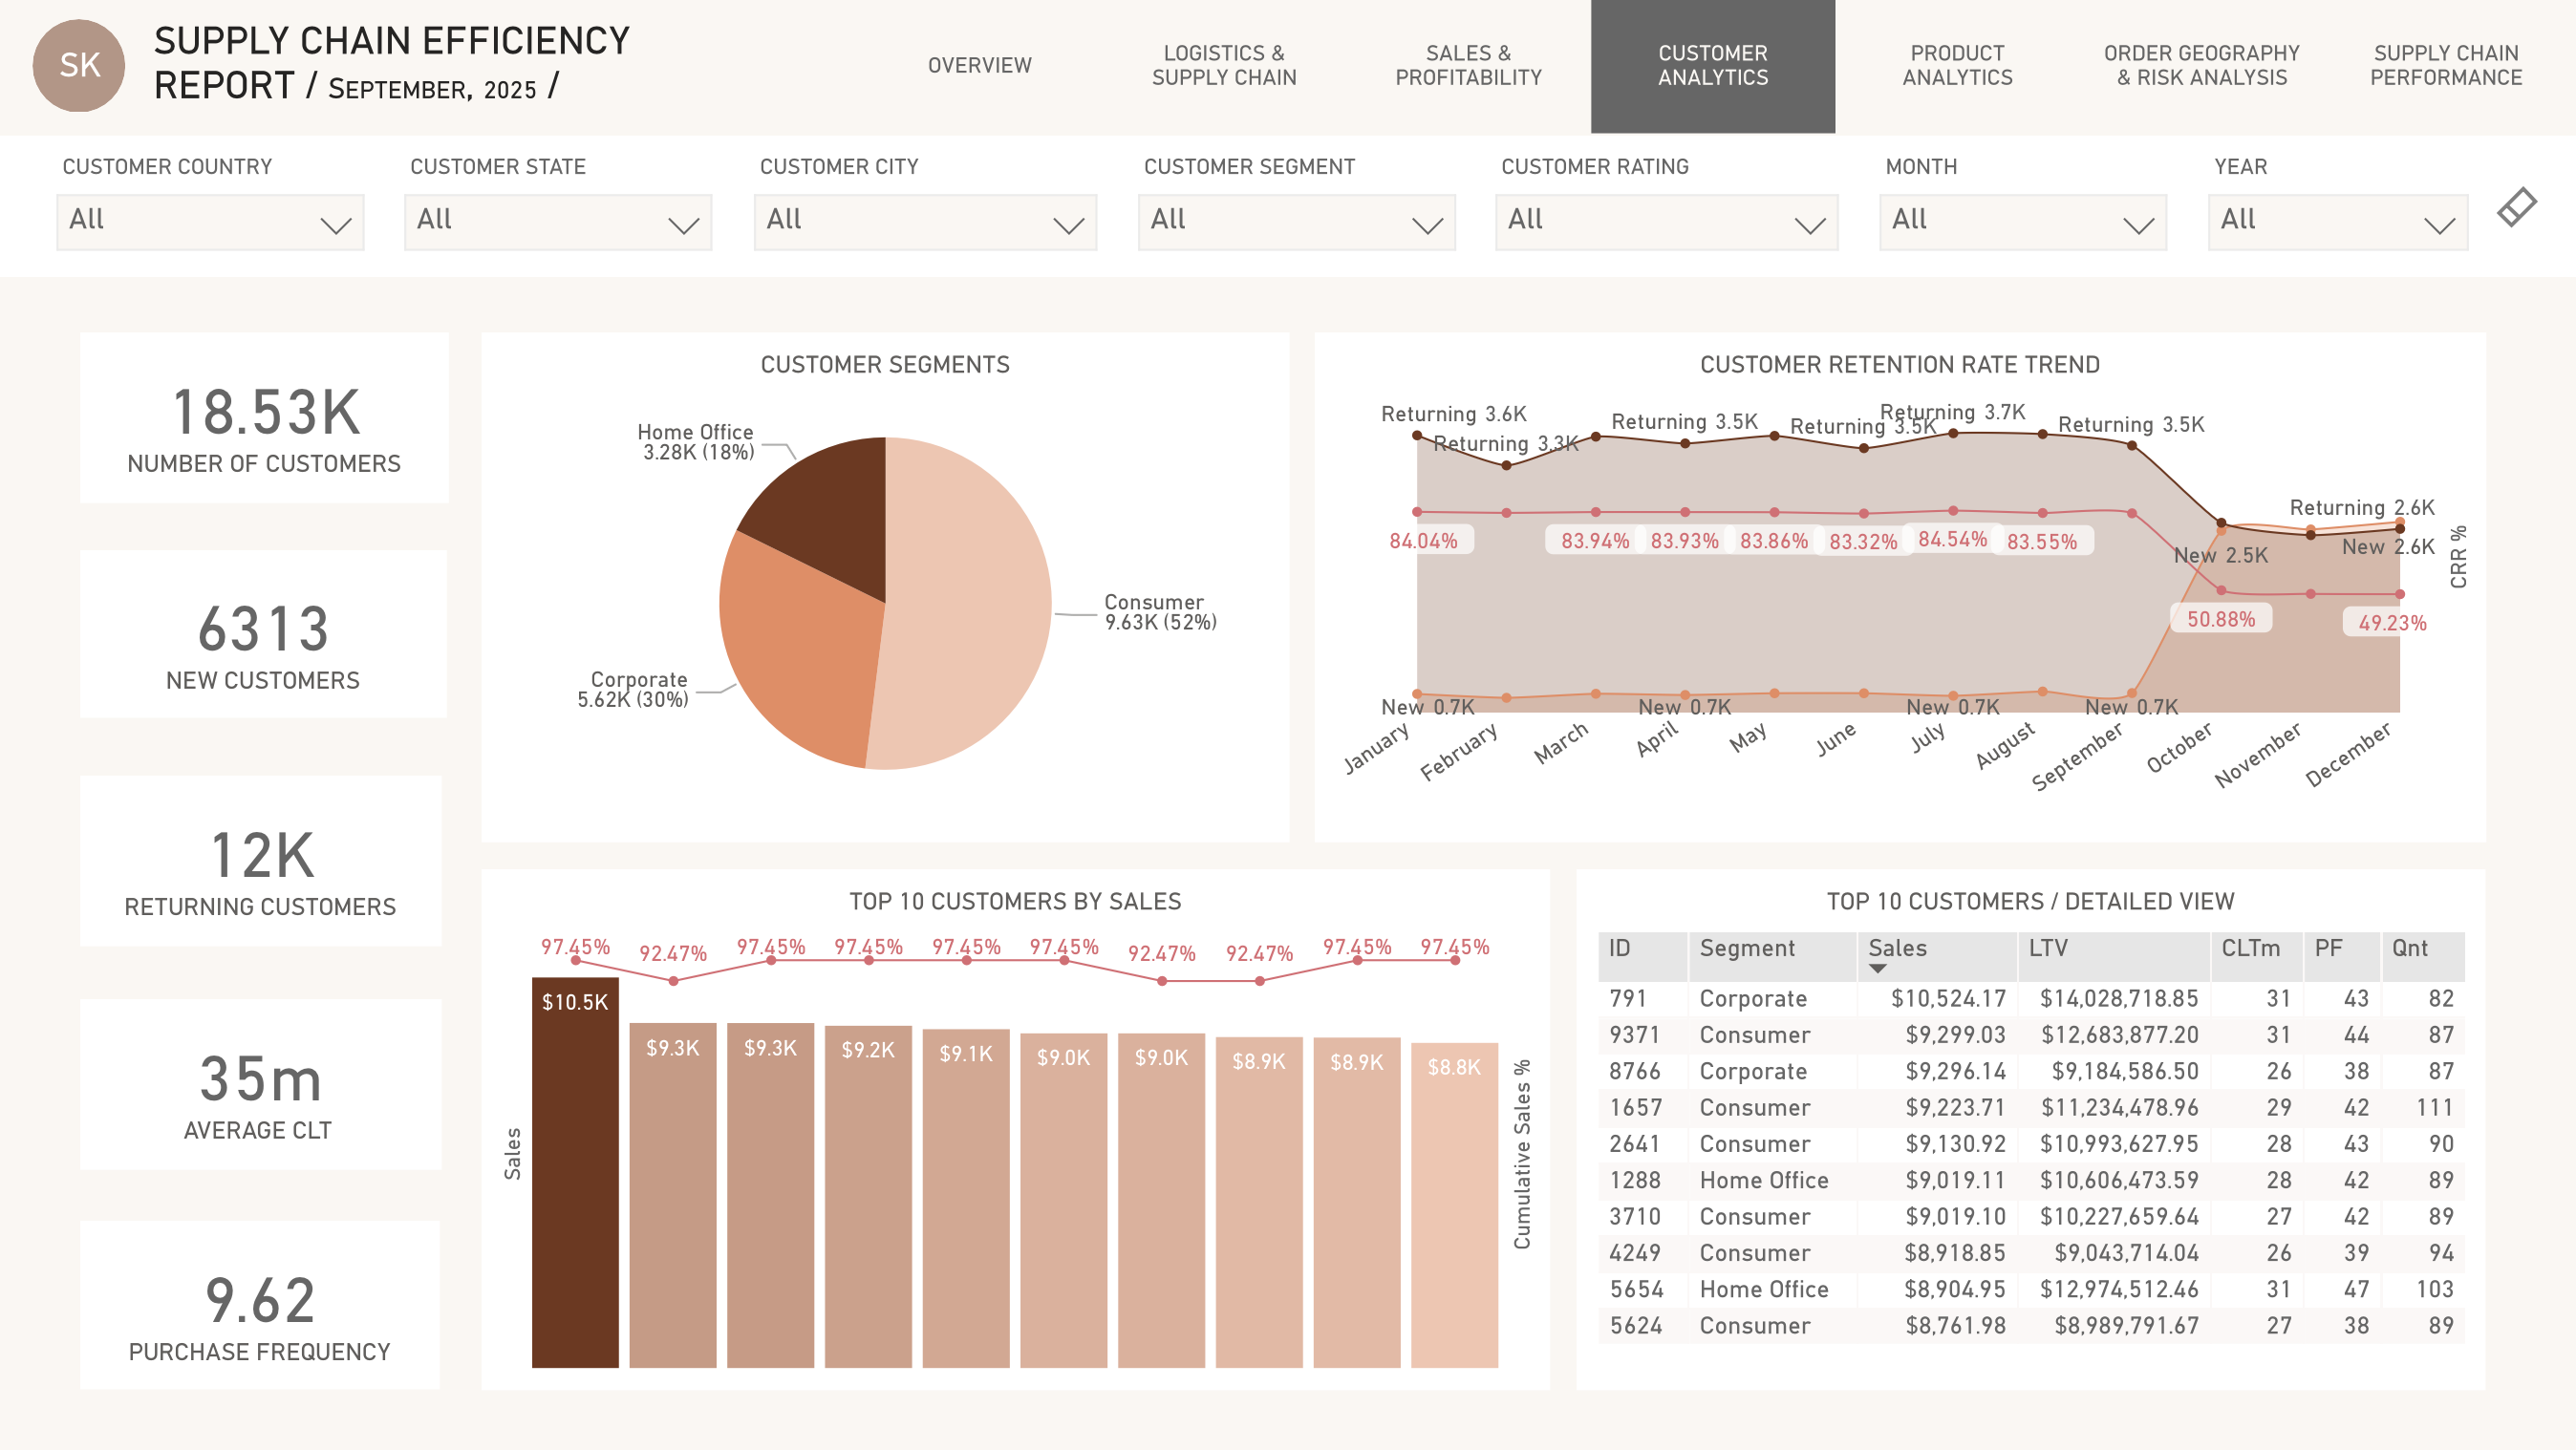 SK
SUPPLY CHAIN EFFICIENCY
REPORT / SEPTEMBER, 2025 /
OVERVIEW
LOGISTICS &
SUPPLY CHAIN
SALES &
PROFITABILITY
CUSTOMER
ANALYTICS
PRODUCT
ANALYTICS
ORDER GEOGRAPHY
& RISK ANALYSIS
SUPPLY CHAIN
PERFORMANCE
CUSTOMER COUNTRY
All
CUSTOMER STATE
All
CUSTOMER CITY
All
CUSTOMER SEGMENT
All
CUSTOMER RATING
All
MONTH
All
YEAR
All
18.53K
NUMBER OF CUSTOMERS
6313
NEW CUSTOMERS
12K
RETURNING CUSTOMERS
35m
AVERAGE CLT
9.62
PURCHASE FREQUENCY
CUSTOMER SEGMENTS
Home Office
3.28K (18%)
Consumer
9.63K (52%)
Corporate
5.62K (30%)
CUSTOMER RETENTION RATE TREND
Returning 3.6K
Returning 3.3K
Returning 3.5K
Returning 3.5K
Returning 3.7K
Returning 3.5K
Returning 2.6K
New 2.5K
New 2.6K
84.04%
83.94%
83.93%
83.86%
83.32%
84.54%
83.55%
50.88%
49.23%
CRR %
New 0.7K
New 0.7K
New 0.7K
New 0.7K
January
February
March
April
May
June
July
August
September
October
November
December
TOP 10 CUSTOMERS BY SALES
97.45%
92.47%
97.45%
97.45%
97.45%
97.45%
92.47%
92.47%
97.45%
97.45%
$10.5K
$9.3K
$9.3K
$9.2K
$9.1K
$9.0K
$9.0K
$8.9K
$8.9K
$8.8K
Sales
Cumulative Sales %
TOP 10 CUSTOMERS / DETAILED VIEW
ID Segment Sales LTV CLTm PF Qnt
791 Corporate $10,524.17 $14,028,718.85 31 43 82
9371 Consumer $9,299.03 $12,683,877.20 31 44 87
8766 Corporate $9,296.14 $9,184,586.50 26 38 87
1657 Consumer $9,223.71 $11,234,478.96 29 42 111
2641 Consumer $9,130.92 $10,993,627.95 28 43 90
1288 Home Office $9,019.11 $10,606,473.59 28 42 89
3710 Consumer $9,019.10 $10,227,659.64 27 42 89
4249 Consumer $8,918.85 $9,043,714.04 26 39 94
5654 Home Office $8,904.95 $12,974,512.46 31 47 103
5624 Consumer $8,761.98 $8,989,791.67 27 38 89